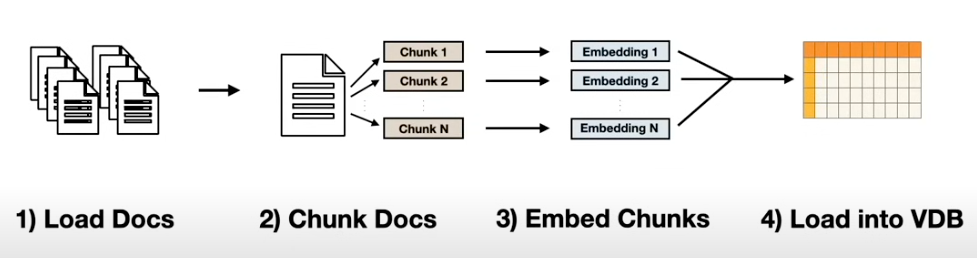 Chunk 1
Chunk 2
Chunk N
Embedding 1
Embedding 2
Embedding N
1) Load Docs
2) Chunk Docs
3) Embed Chunks
4) Load into VDB